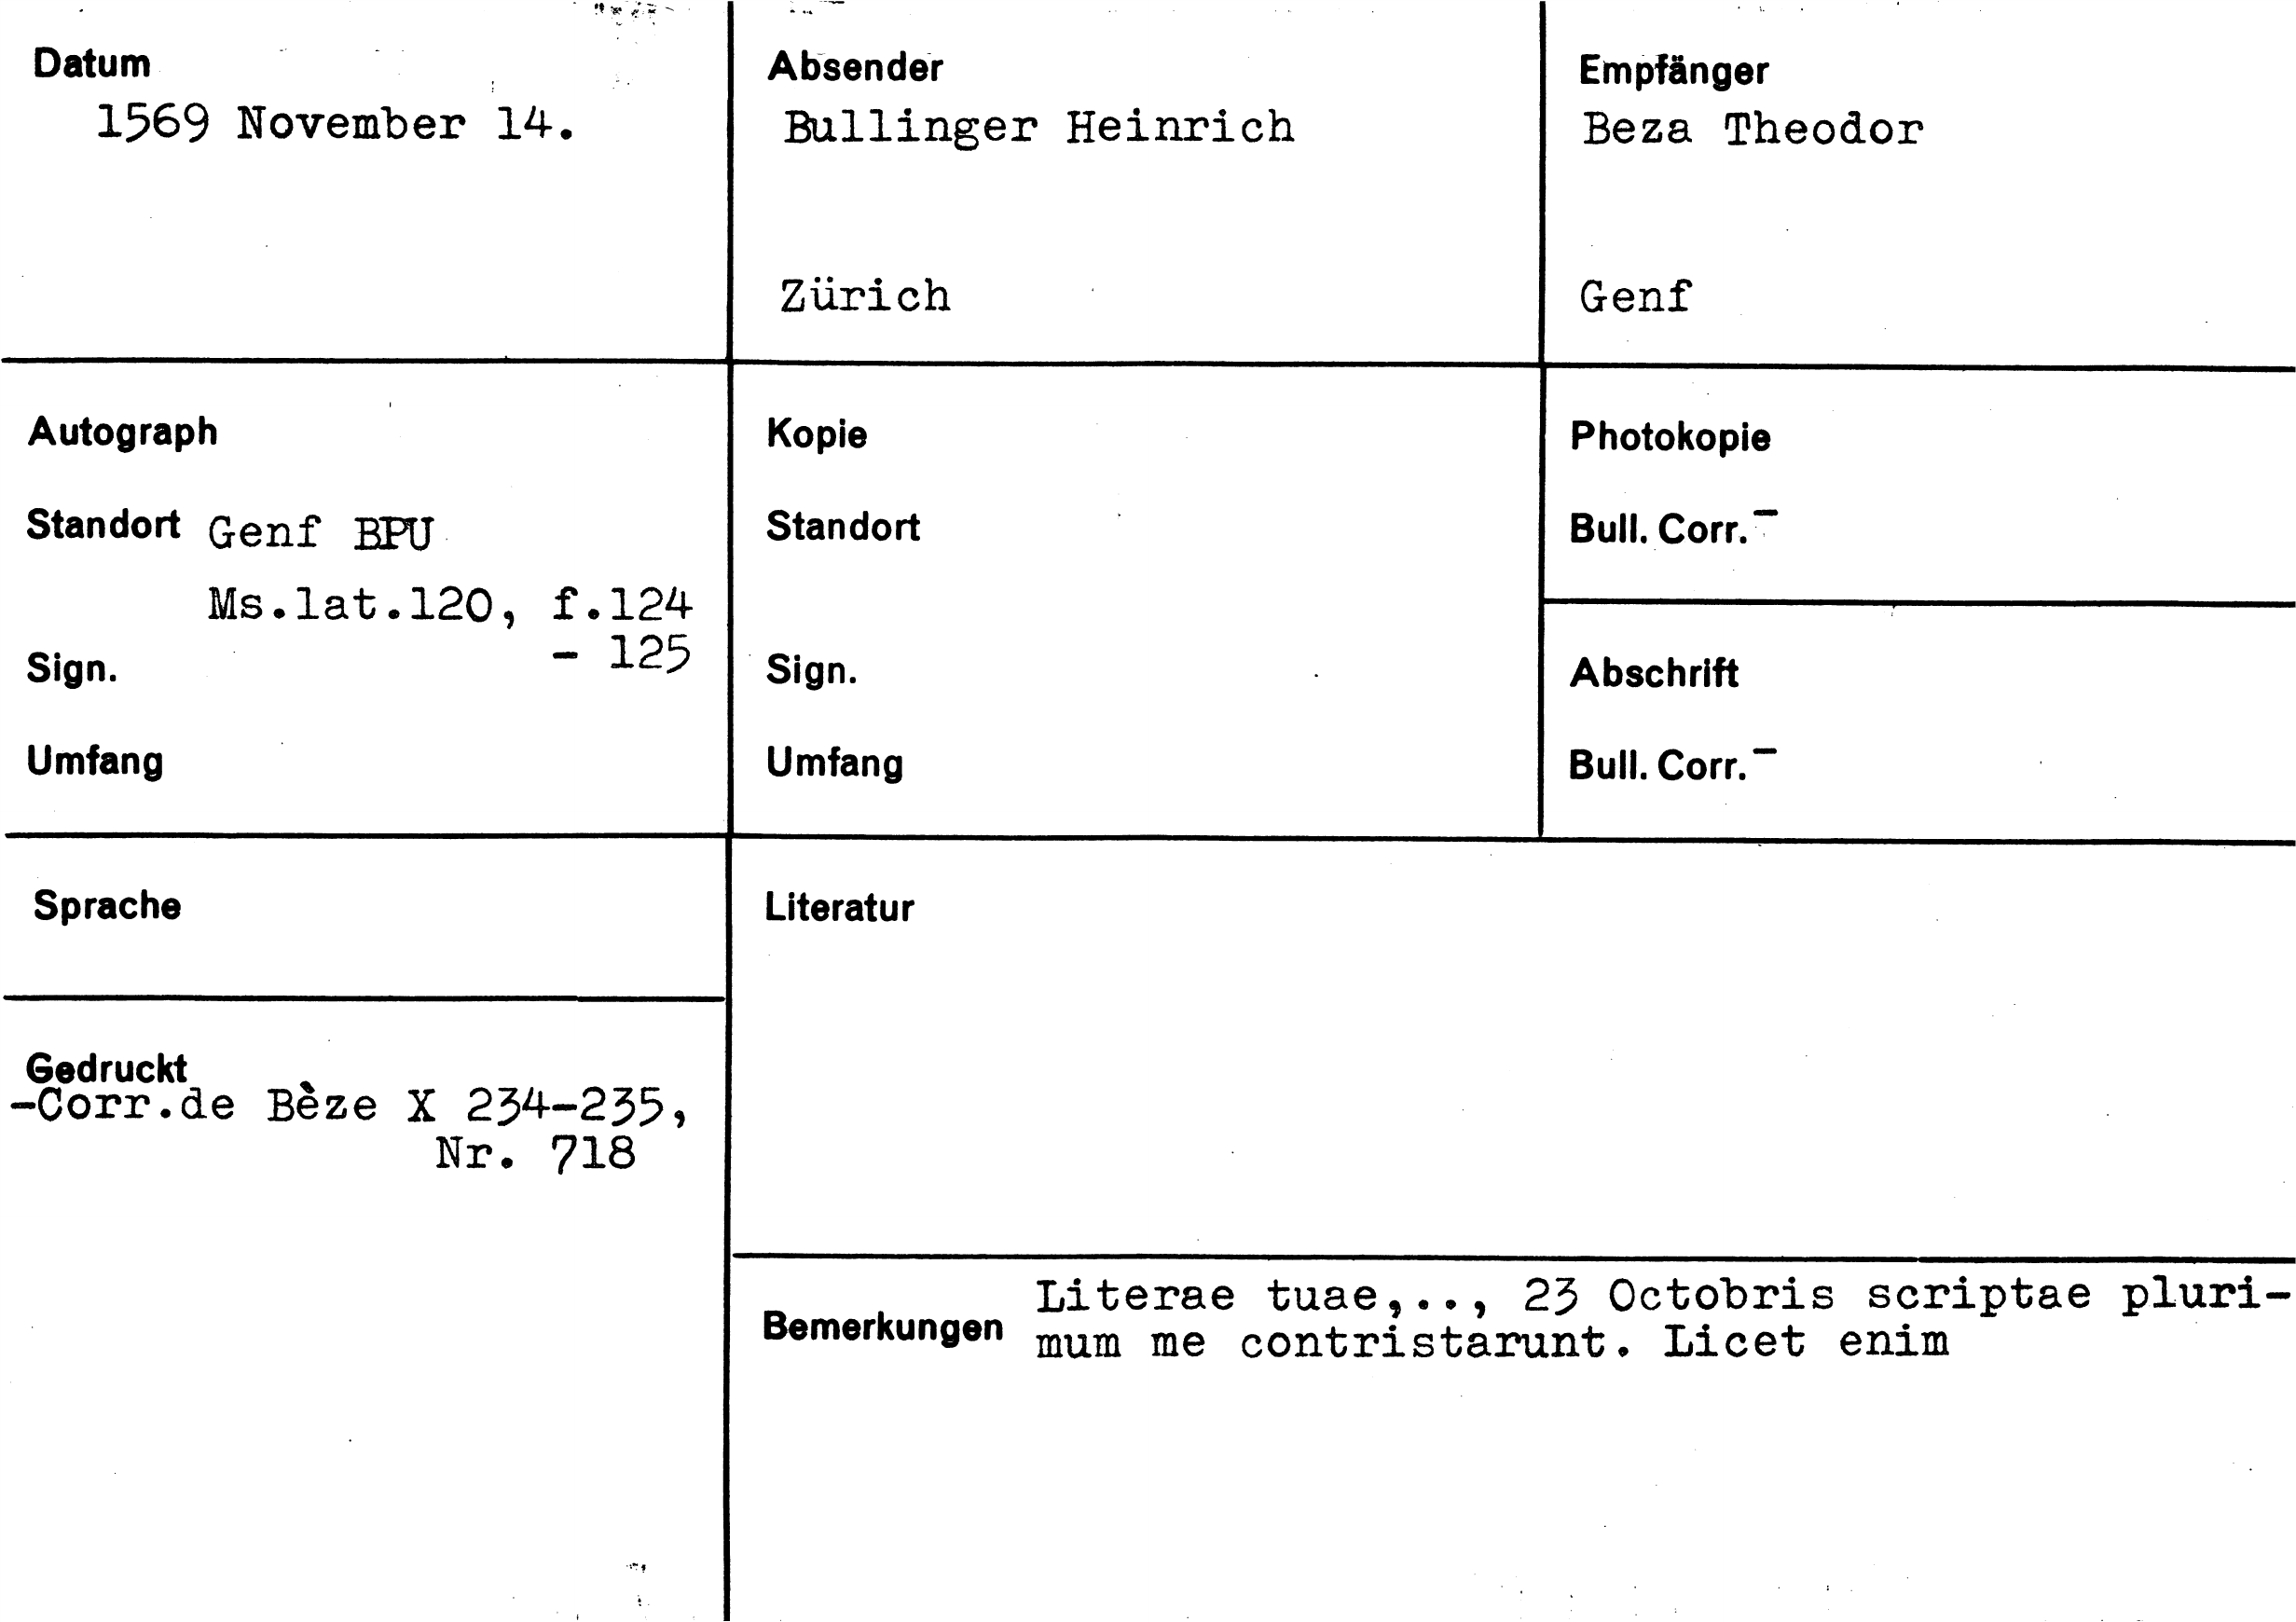 Datum
1569 November 14.
Absender
Bullinger Heinrich
Zürich
Empfänger
Beza Theodor
Genf
Autograph
Standort Genf BPU
Ms.lat.120, f.124
- 125
Sign.
Umfang
Kopie
Standort
Sign.
Umfang
Photokopie
Bull. Corr. -
Abschrift
Bull. Corr. -
Sprache
Gedruckt
-Corr.de Bèze X 234-235,
Nr. 718
Literatur
Bemerkungen
Literae tuae,.., 23 Octobris scriptae pluri-
mum me contristarunt. Licet enim